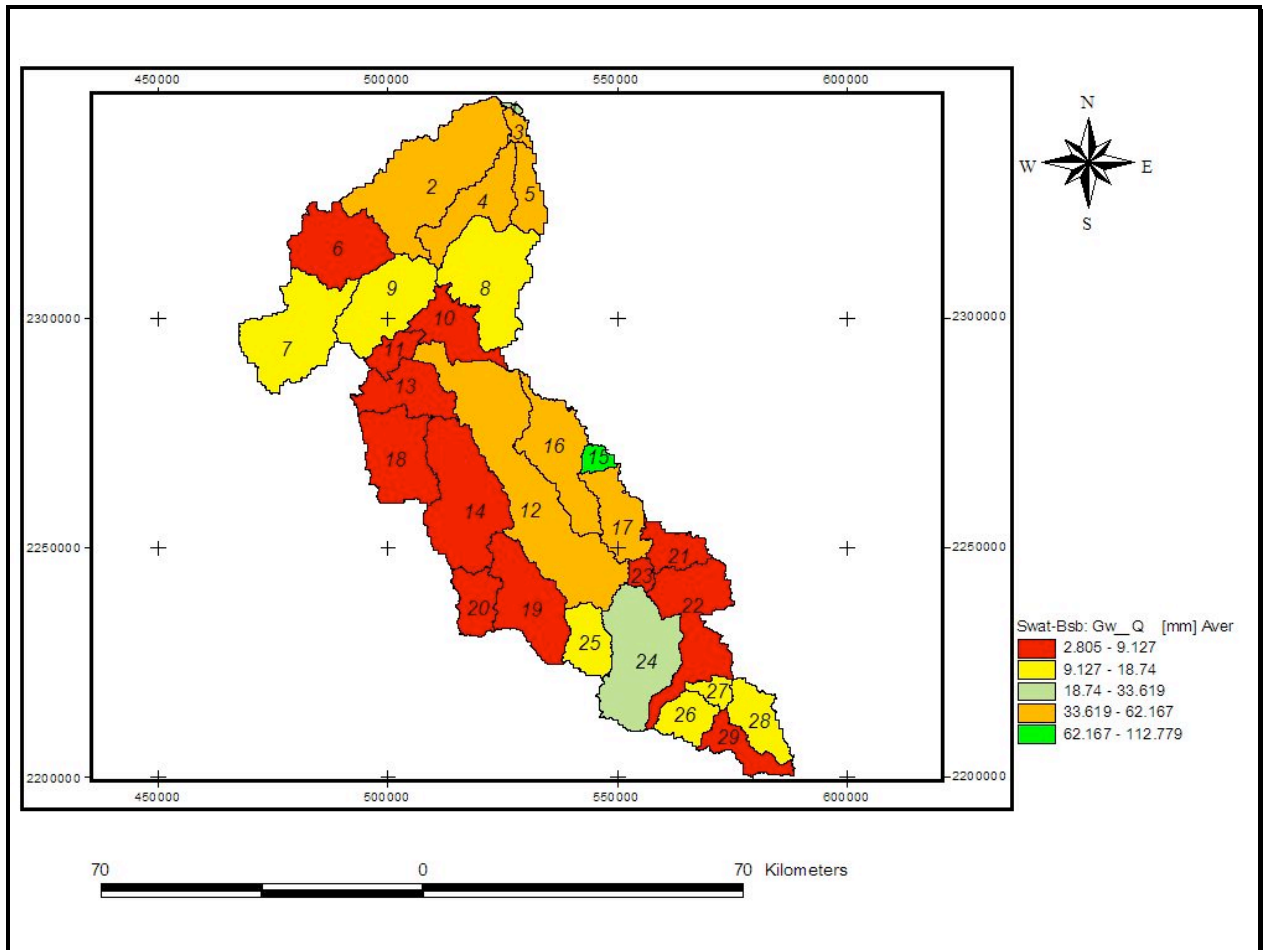 450000 500000 550000 600000
N
W E
S
1
3
2
4
5
6
9
8
7
2300000 2300000
10
11
13
16
15
18
12
14
17
2250000 2250000
21
23
22
20
19
25
24
27
26
28
29
2200000 2200000
450000 500000 550000 600000
Swat-Bsb: Gw__Q [mm] Aver
2.805 - 9.127
9.127 - 18.74
18.74 - 33.619
33.619 - 62.167
62.167 - 112.779
70 0 70 Kilometers